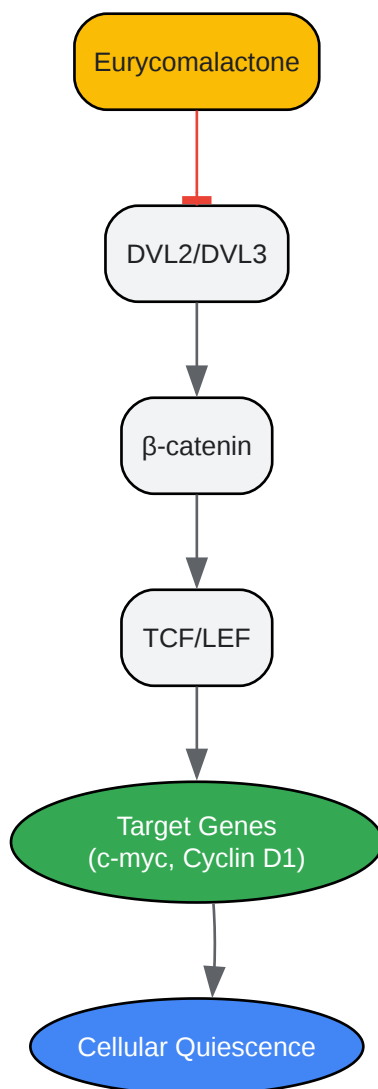 Eurycomalactone
DVL2/DVL3
β-catenin
TCF/LEF
Target Genes
(c-myc, Cyclin D1)
Cellular Quiescence